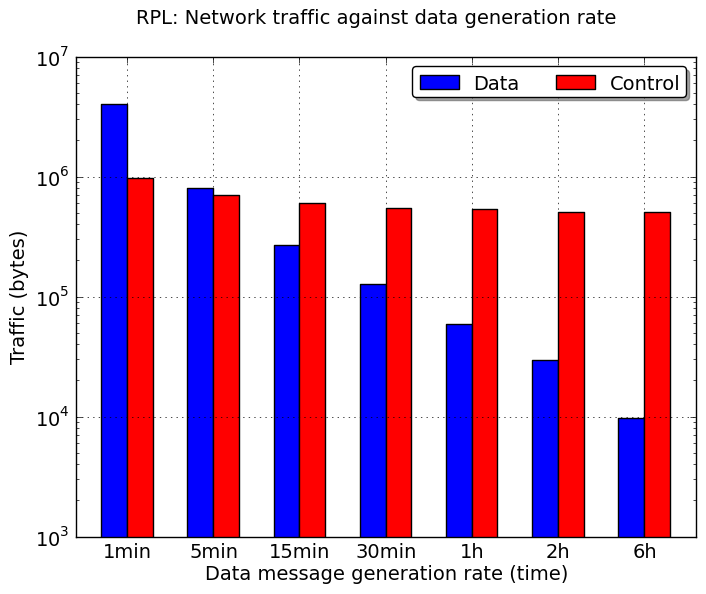 RPL: Network traffic against data generation rate
Data Control
10^7
10^6
10^5
10^4
10^3
Traffic (bytes)
1min 5min 15min 30min 1h 2h 6h
Data message generation rate (time)